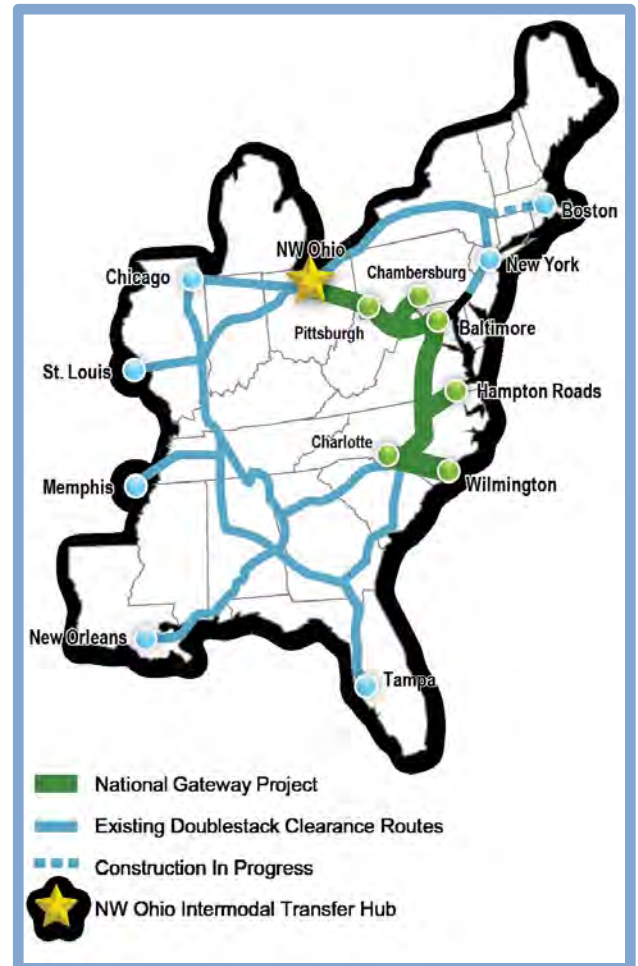 Boston
NW Ohio
New York
Chambersburg
Chicago
Pittsburgh
Baltimore
St. Louis
Hampton Roads
Charlotte
Memphis
Wilmington
New Orleans
Tampa
National Gateway Project
Existing Doublestack Clearance Routes
Construction In Progress
NW Ohio Intermodal Transfer Hub